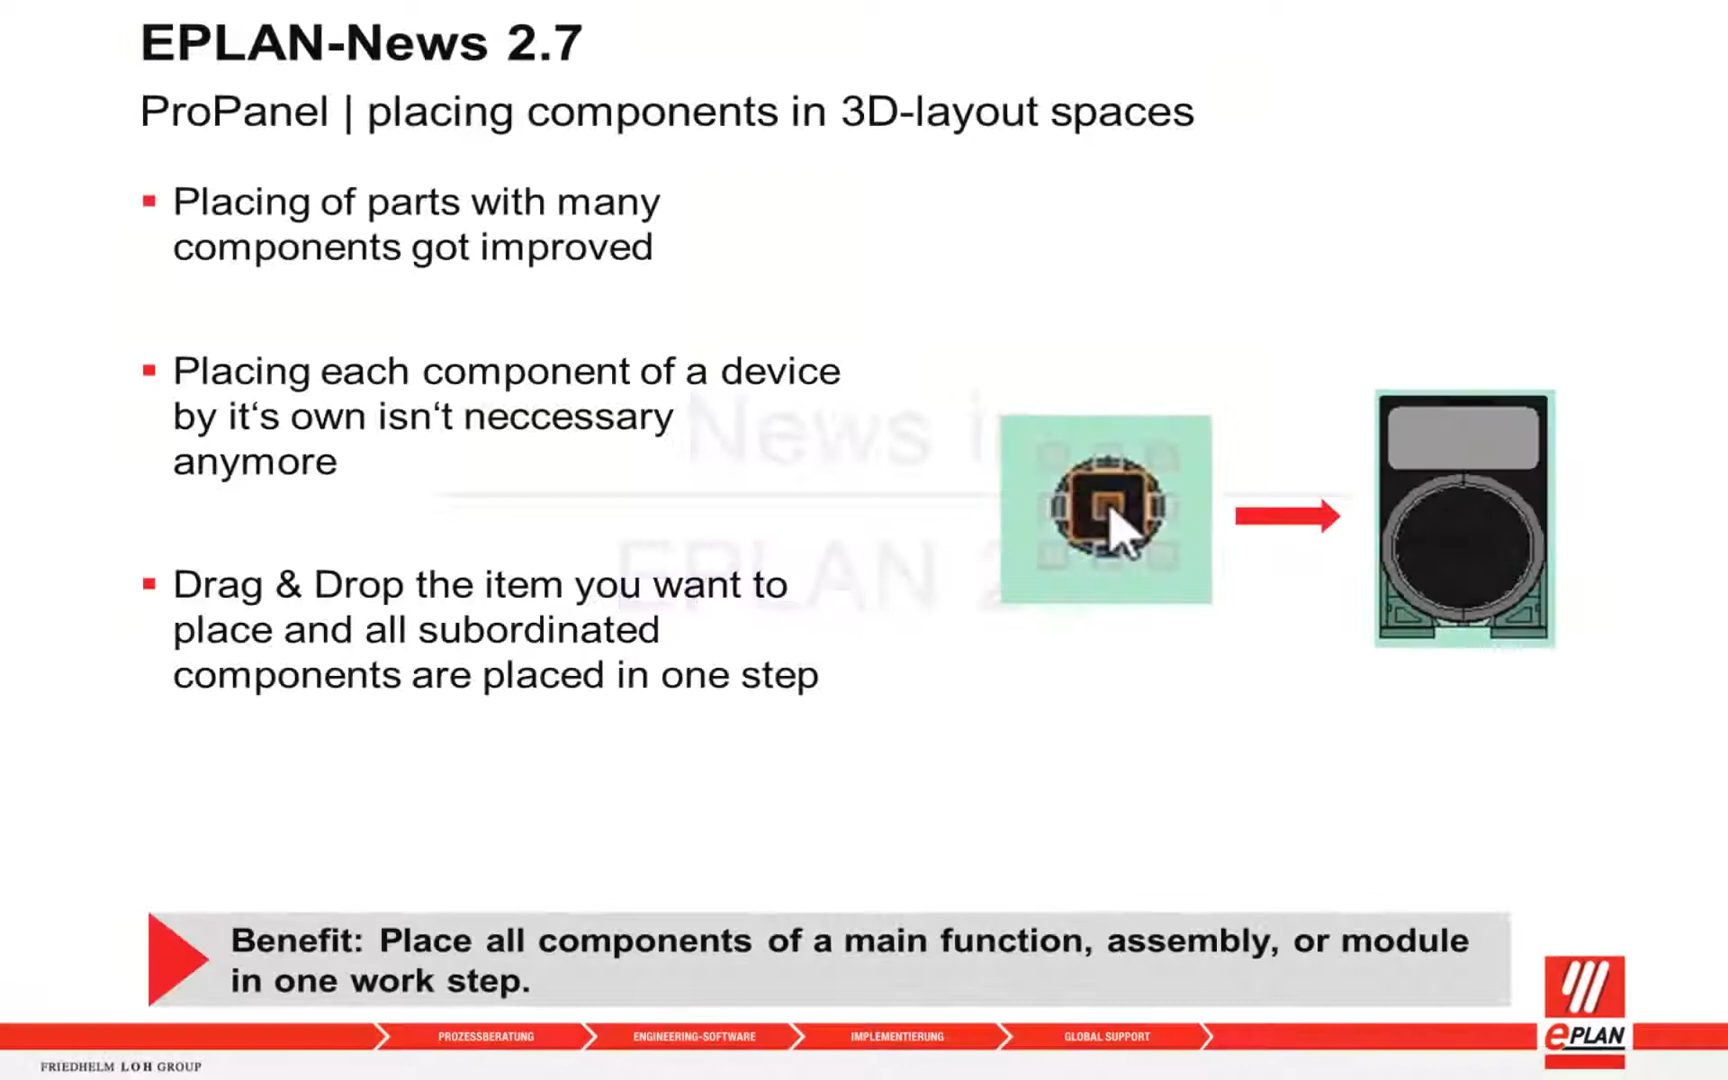 EPLAN-News 2.7
ProPanel | placing components in 3D-layout spaces
Placing of parts with many
components got improved
Placing each component of a device
by it‘s own isn‘t neccessary
anymore
Drag & Drop the item you want to
place and all subordinated
components are placed in one step
News i
EPLAN 2
Benefit: Place all components of a main function, assembly, or module
in one work step.
PROZESSBERATUNG
ENGINEERING-SOFTWARE
IMPLEMENTIERUNG
GLOBAL SUPPORT
ePLAN
FRIEDHELM LOH GROUP